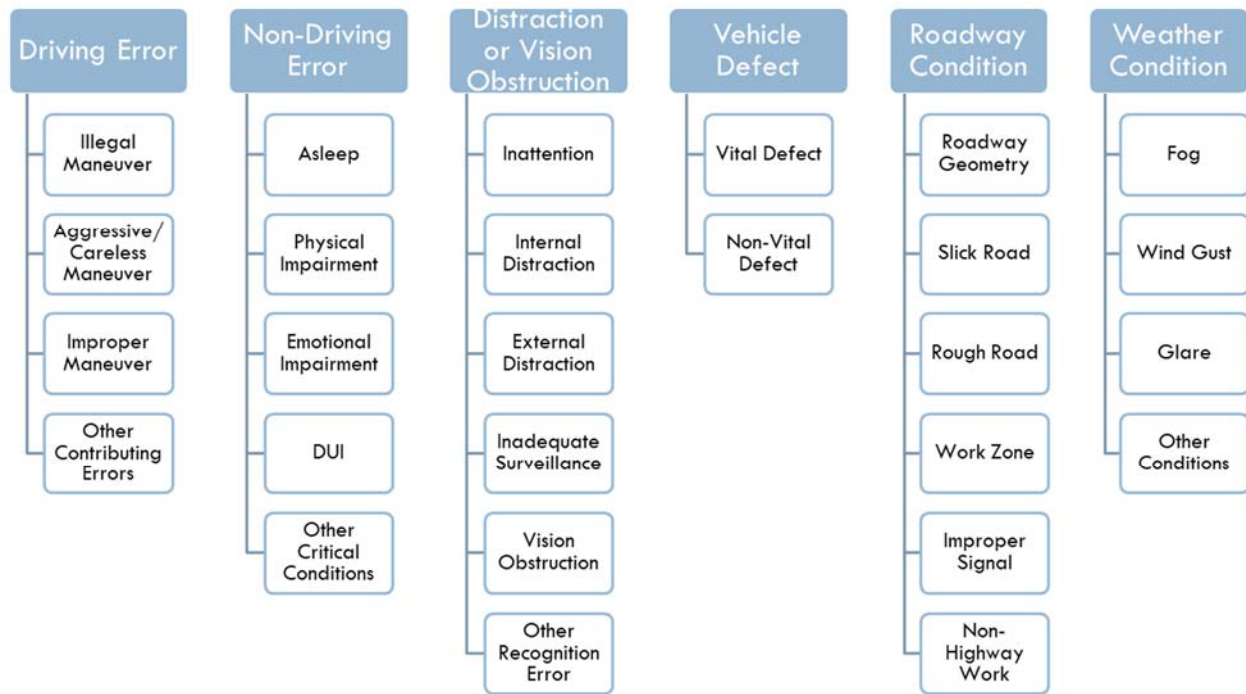 Driving Error
Illegal
Maneuver
Aggressive/
Careless
Maneuver
Improper
Maneuver
Other
Contributing
Errors
Non-Driving
Error
Asleep
Physical
Impairment
Emotional
Impairment
DUI
Other
Critical
Conditions
Distraction
or Vision
Obstruction
Inattention
Internal
Distraction
External
Distraction
Inadequate
Surveillance
Vision
Obstruction
Other
Recognition
Error
Vehicle
Defect
Vital Defect
Non-Vital
Defect
Roadway
Condition
Roadway
Geometry
Slick Road
Rough Road
Work Zone
Improper
Signal
Non-
Highway
Work
Weather
Condition
Fog
Wind Gust
Glare
Other
Conditions